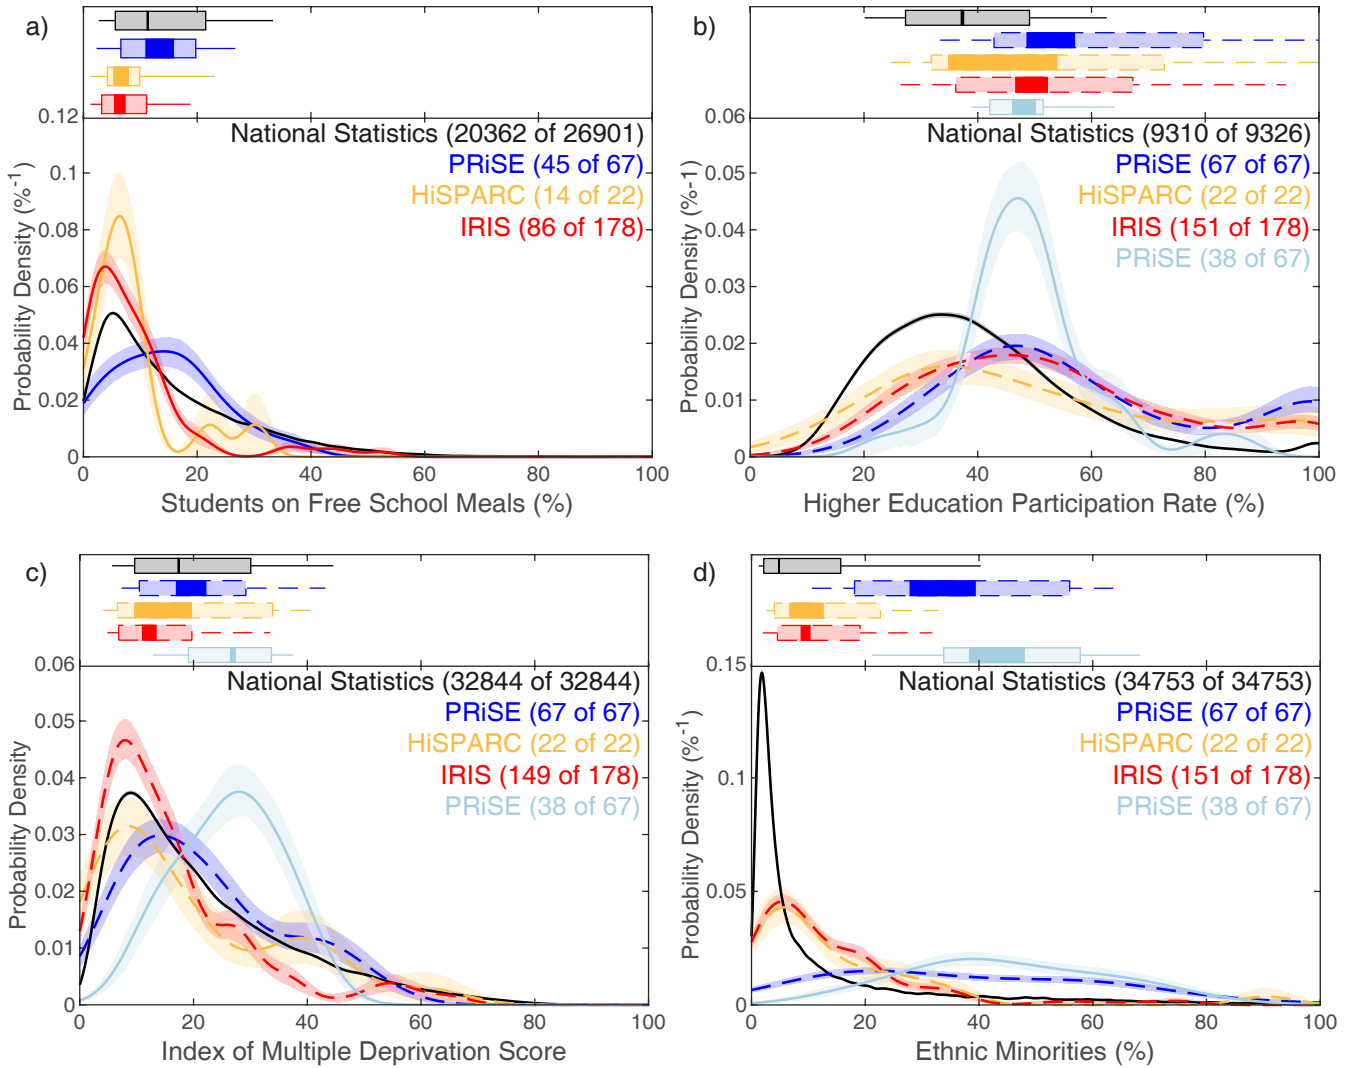 a)
0.12
0.1
0.08
0.06
0.04
0.02
0
Probability Density (%-1)
National Statistics (20362 of 26901)
PRiSE (45 of 67)
HiSPARC (14 of 22)
IRIS (86 of 178)
0 20 40 60 80 100
Students on Free School Meals (%)
b)
0.06
0.05
0.04
0.03
0.02
0.01
0
Probability Density (%-1)
National Statistics (9310 of 9326)
PRiSE (67 of 67)
HiSPARC (22 of 22)
IRIS (151 of 178)
PRiSE (38 of 67)
0 20 40 60 80 100
Higher Education Participation Rate (%)
c)
0.06
0.05
0.04
0.03
0.02
0.01
0
Probability Density
National Statistics (32844 of 32844)
PRiSE (67 of 67)
HiSPARC (22 of 22)
IRIS (149 of 178)
PRiSE (38 of 67)
0 20 40 60 80 100
Index of Multiple Deprivation Score
d)
0.15
0.1
0.05
0
Probability Density (%-1)
National Statistics (34753 of 34753)
PRiSE (67 of 67)
HiSPARC (22 of 22)
IRIS (151 of 178)
PRiSE (38 of 67)
0 20 40 60 80 100
Ethnic Minorities (%)